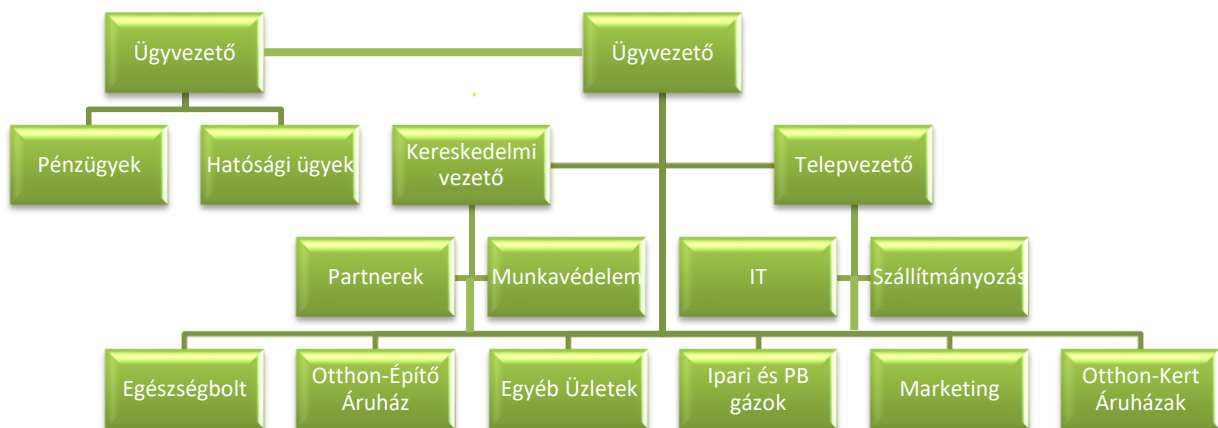 Ügyvezető
Ügyvezető
Pénzügyek
Hatósági ügyek
Kereskedelmi
vezető
Telepvezető
Partnerek
Munkavédelem
IT
Szállítmányozás
Egészségbolt
Otthon-Építő
Áruház
Egyéb Üzletek
Ipari és PB
gázok
Marketing
Otthon-Kert
Áruházak